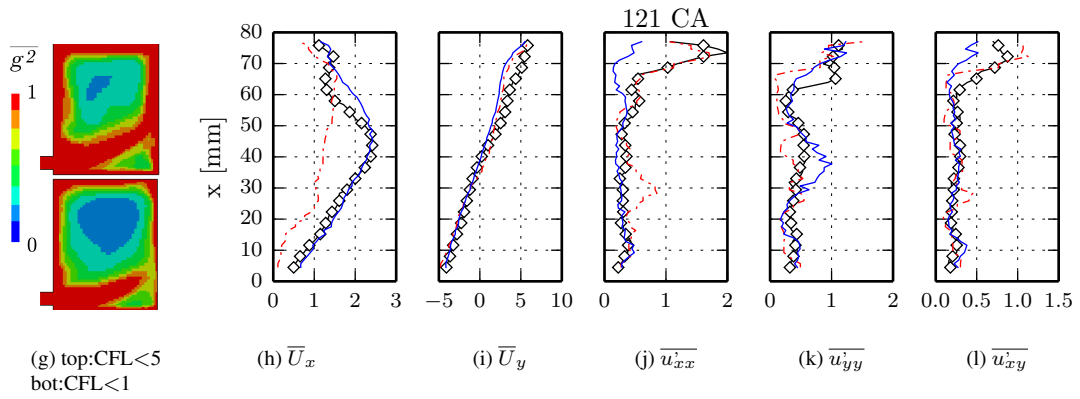 121 CA
g²
1
0
x [mm]
80
70
60
50
40
30
20
10
0
0 1 2 3
−5 0 5 10
0 1 2
0 1 2
0.0 0.5 1.0 1.5
(g) top:CFL<5
bot:CFL<1
(h) U̅x
(i) U̅y
(j) u'xx
(k) u'yy
(l) u'xy